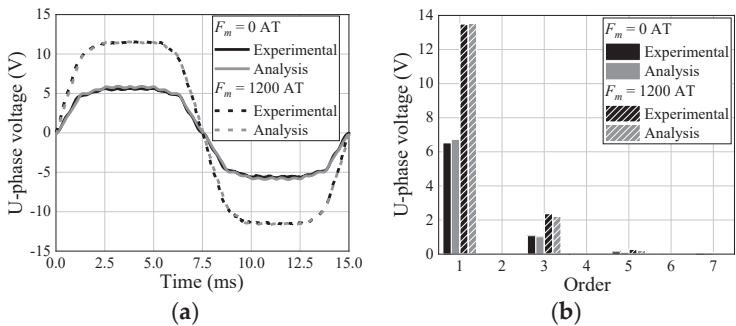 F_m = 0 AT
Experimental
Analysis
F_m = 1200 AT
Experimental
Analysis
U-phase voltage (V)
15
10
5
0
-5
-10
-15
0.0 2.5 5.0 7.5 10.0 12.5 15.0
Time (ms)
(a)
F_m = 0 AT
Experimental
Analysis
F_m = 1200 AT
Experimental
Analysis
U-phase voltage (V)
14
12
10
8
6
4
2
0
1 2 3 4 5 6 7
Order
(b)